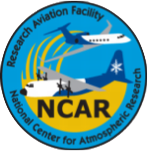 Research Aviation Facility
NCAR
National Center for Atmospheric Research